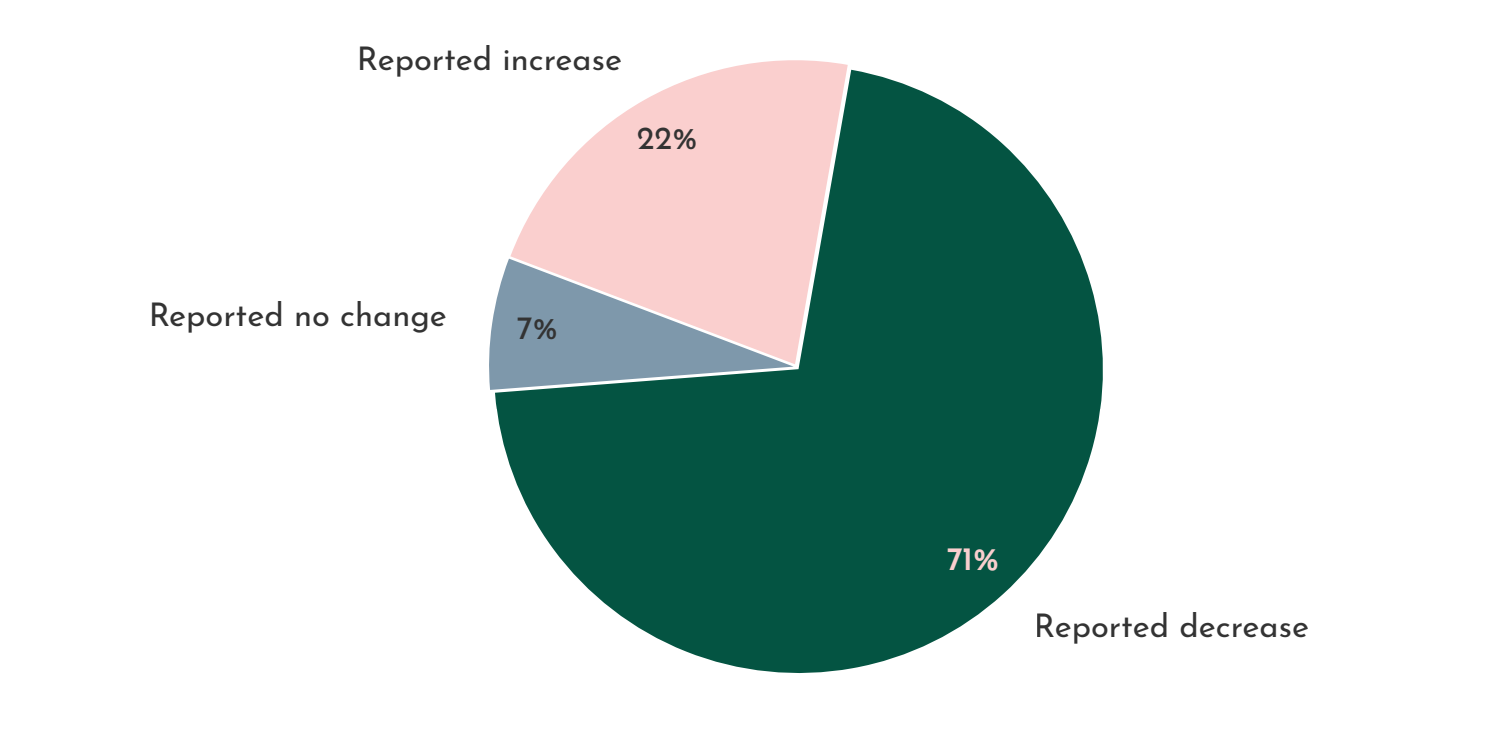 Reported increase
22%
Reported no change
7%
71%
Reported decrease